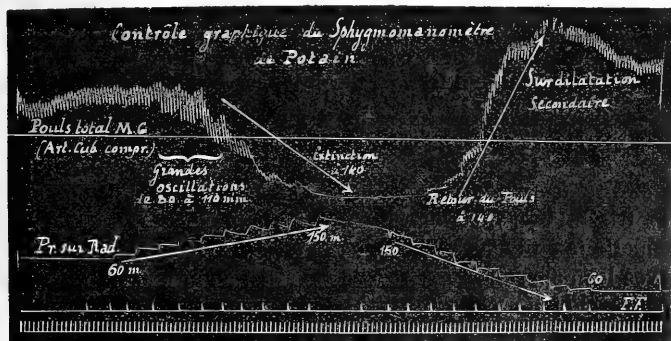 Contrôle graphique du Sphygmomanomètre
de Potain.
Surdilatation
Secondaire
Pouls total M.G
(Art. Cub compr.)
Grandes
oscillations
de 80 à 110 mm.
Extinction
à 140
Retour du Pouls
à 140.
Pr. sur Rad.
60 m.
150 m.
150.
60